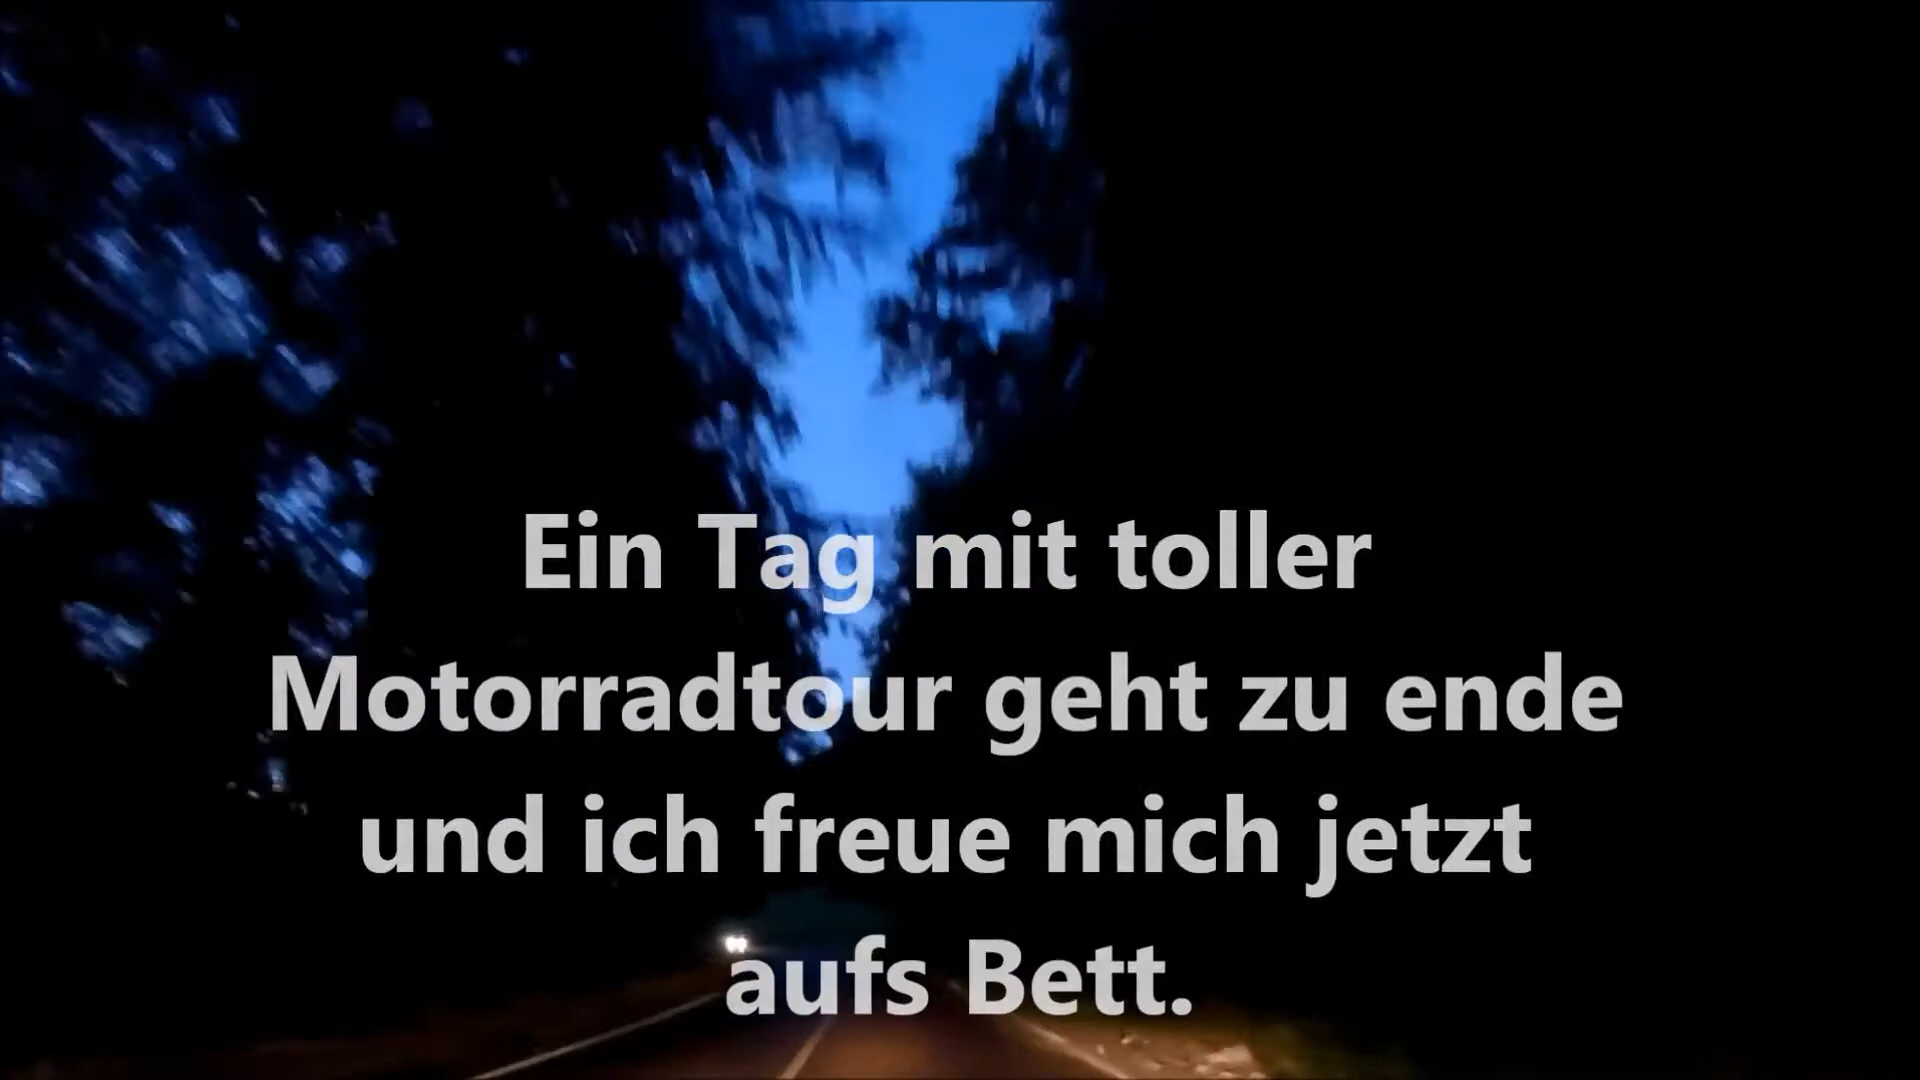 Ein Tag mit toller
Motorradtour geht zu ende
und ich freue mich jetzt
aufs Bett.